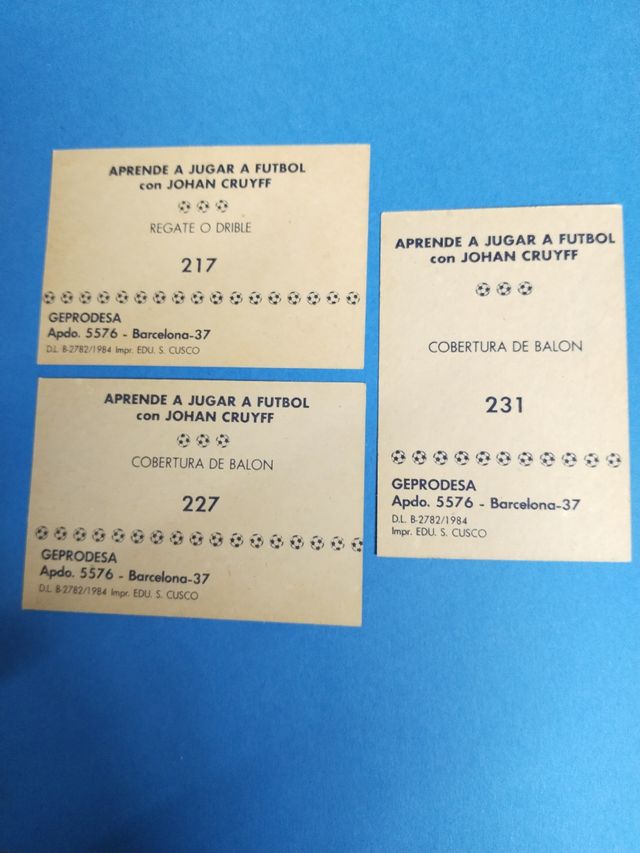 APRENDE A JUGAR A FUTBOL
con JOHAN CRUYFF
REGATE O DRIBLE
217
GEPRODESA
Apdo. 5576 - Barcelona-37
D.L. B-2782/1984 Impr. EDU. S. CUSCO
APRENDE A JUGAR A FUTBOL
con JOHAN CRUYFF
COBERTURA DE BALON
227
GEPRODESA
Apdo. 5576 - Barcelona-37
D.L. B-2782/1984 Impr. EDU. S. CUSCO
APRENDE A JUGAR A FUTBOL
con JOHAN CRUYFF
COBERTURA DE BALON
231
GEPRODESA
Apdo. 5576 - Barcelona-37
D.L. B-2782/1984
Impr. EDU. S. CUSCO